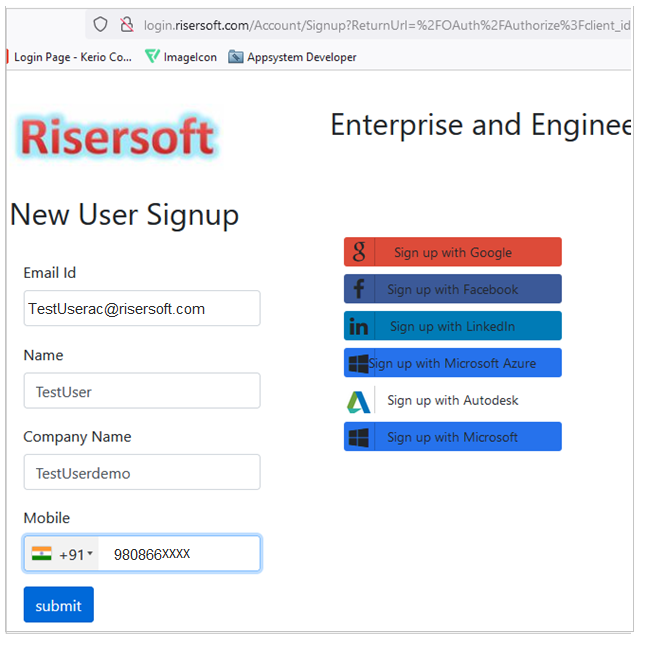 login.risersoft.com/Account/Signup?ReturnUrl=%2FOAuth%2FAuthorize%3Fclient_id
Login Page - Kerio Co... ImageIcon Appsystem Developer
Risersoft
Enterprise and Enginee
New User Signup
Email Id
TestUserac@risersoft.com
Name
TestUser
Company Name
TestUserdemo
Mobile
+91 980866XXXX
submit
Sign up with Google
Sign up with Facebook
Sign up with LinkedIn
Sign up with Microsoft Azure
Sign up with Autodesk
Sign up with Microsoft